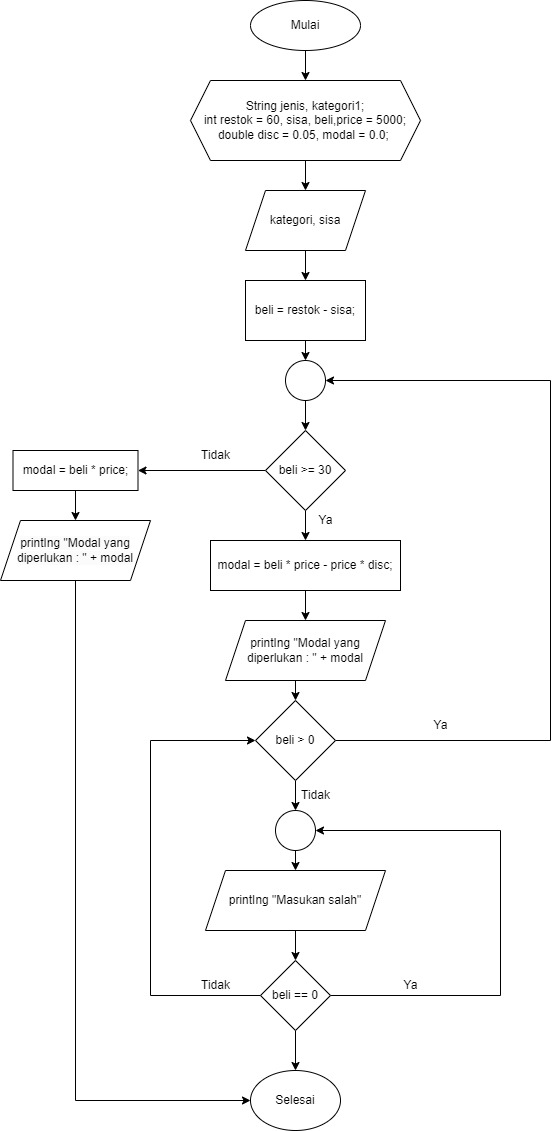 Mulai
String jenis, kategori1;
int restok = 60, sisa, beli,price = 5000;
double disc = 0.05, modal = 0.0;
kategori, sisa
beli = restok - sisa;
Tidak
beli >= 30
modal = beli * price;
Ya
printlng "Modal yang
diperlukan : " + modal
modal = beli * price - price * disc;
printlng "Modal yang
diperlukan : " + modal
beli > 0
Ya
Tidak
printlng "Masukan salah"
Tidak
beli == 0
Ya
Selesai